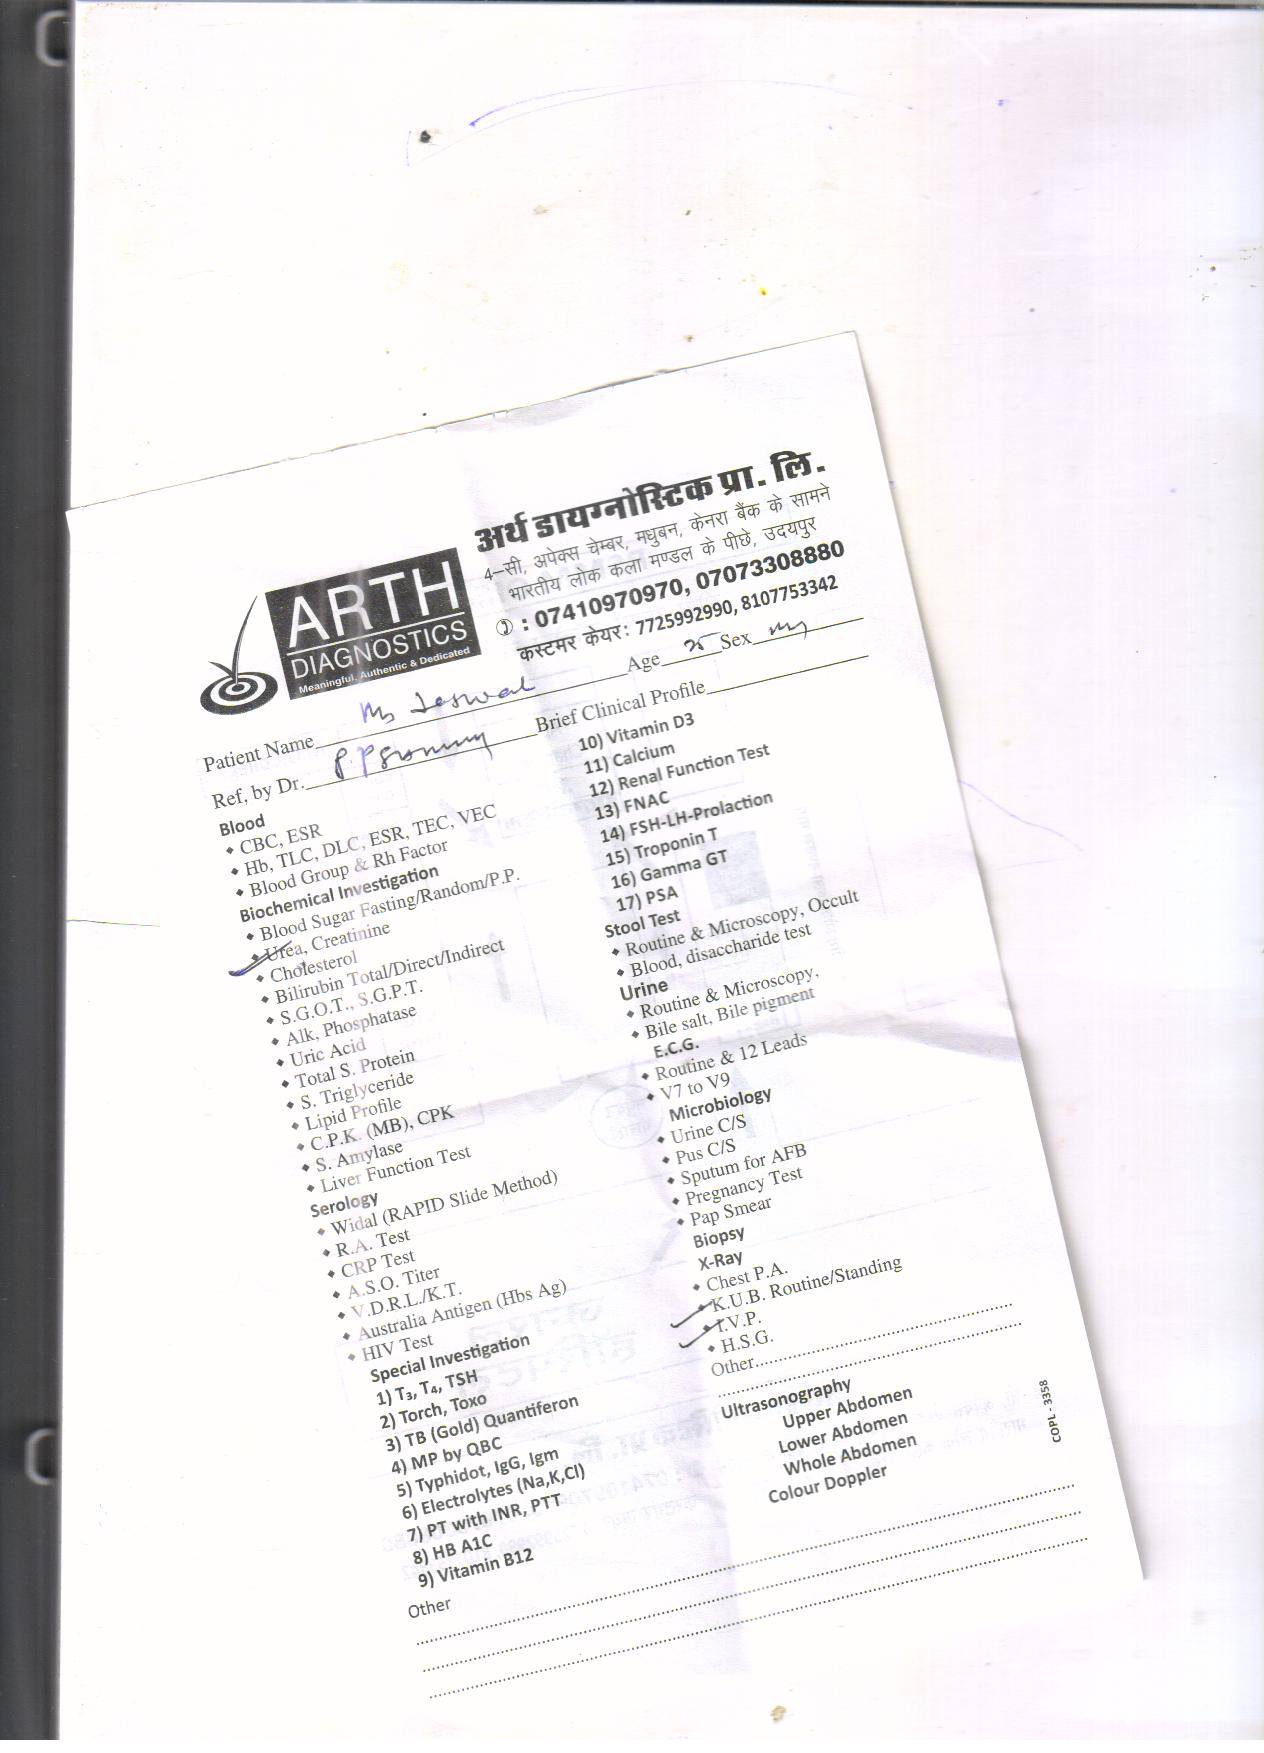 अर्थ डायग्नोस्टिक प्रा. लि.
4–सी, अपेक्स चेम्बर, मधुबन, केनरा बैंक के सामने
भारतीय लोक कला मण्डल के पीछे, उदयपुर
: 07410970970, 07073308880
कस्टमर केयर: 7725992990, 8107753342
ARTH
DIAGNOSTICS
Meaningful, Authentic & Dedicated
Patient Name Age Sex
Ref, by Dr. Brief Clinical Profile
Blood
CBC, ESR
Hb, TLC, DLC, ESR, TEC, VEC
Blood Group & Rh Factor
Biochemical Investigation
Blood Sugar Fasting/Random/P.P.
Urea, Creatinine
Cholesterol
Bilirubin Total/Direct/Indirect
S.G.O.T., S.G.P.T.
Alk, Phosphatase
Uric Acid
Total S. Protein
S. Triglyceride
Lipid Profile
C.P.K. (MB), CPK
S. Amylase
Liver Function Test
Serology
Widal (RAPID Slide Method)
R.A. Test
CRP Test
A.S.O. Titer
V.D.R.L./K.T.
Australia Antigen (Hbs Ag)
HIV Test
Special Investigation
1) T₃, T₄, TSH
2) Torch, Toxo
3) TB (Gold) Quantiferon
4) MP by QBC
5) Typhidot, IgG, Igm
6) Electrolytes (Na,K,Cl)
7) PT with INR, PTT
8) HB A1C
9) Vitamin B12
10) Vitamin D3
11) Calcium
12) Renal Function Test
13) FNAC
14) FSH-LH-Prolaction
15) Troponin T
16) Gamma GT
17) PSA
Stool Test
Routine & Microscopy, Occult
Blood, disaccharide test
Urine
Routine & Microscopy,
Bile salt, Bile pigment
E.C.G.
Routine & 12 Leads
V7 to V9
Microbiology
Urine C/S
Pus C/S
Sputum for AFB
Pregnancy Test
Pap Smear
Biopsy
X-Ray
Chest P.A.
K.U.B. Routine/Standing
I.V.P.
H.S.G.
Other
Ultrasonography
Upper Abdomen
Lower Abdomen
Whole Abdomen
Colour Doppler
COPL - 3358
Other